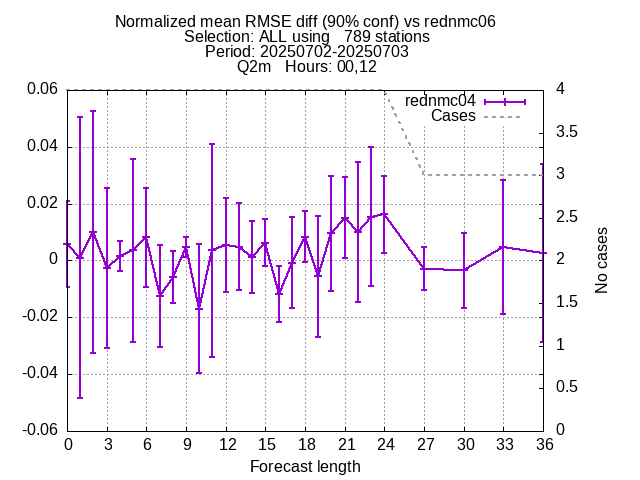 Normalized mean RMSE diff (90% conf) vs rednmc06
Selection: ALL using   789 stations
Period: 20250702-20250703
Q2m   Hours: 00,12
rednmc04
Cases
0.06
0.04
0.02
0
-0.02
-0.04
-0.06
4
3.5
3
2.5
2
1.5
1
0.5
0
No cases
0 3 6 9 12 15 18 21 24 27 30 33 36
Forecast length